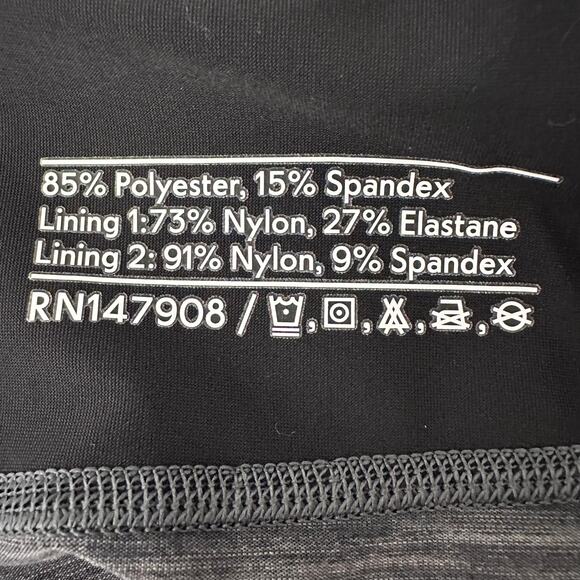 85% Polyester, 15% Spandex
Lining 1:73% Nylon, 27% Elastane
Lining 2: 91% Nylon, 9% Spandex
RN147908 /